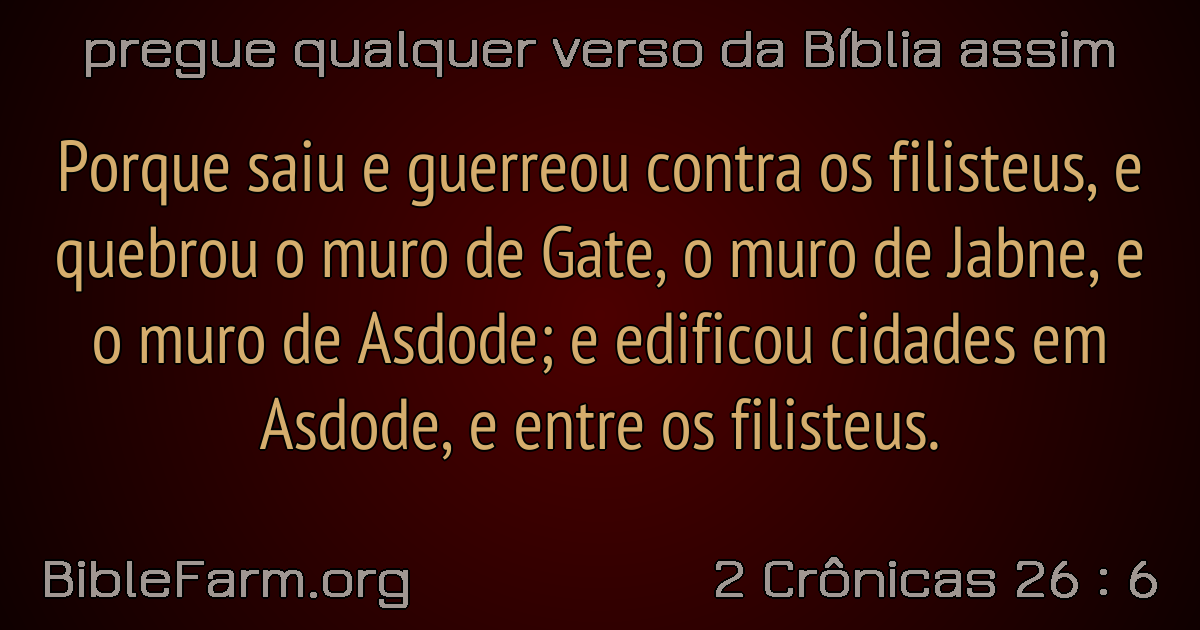 pregue qualquer verso da Bíblia assim
Porque saiu e guerreou contra os filisteus, e
quebrou o muro de Gate, o muro de Jabne, e
o muro de Asdode; e edificou cidades em
Asdode, e entre os filisteus.
BibleFarm.org
2 Crônicas 26 : 6